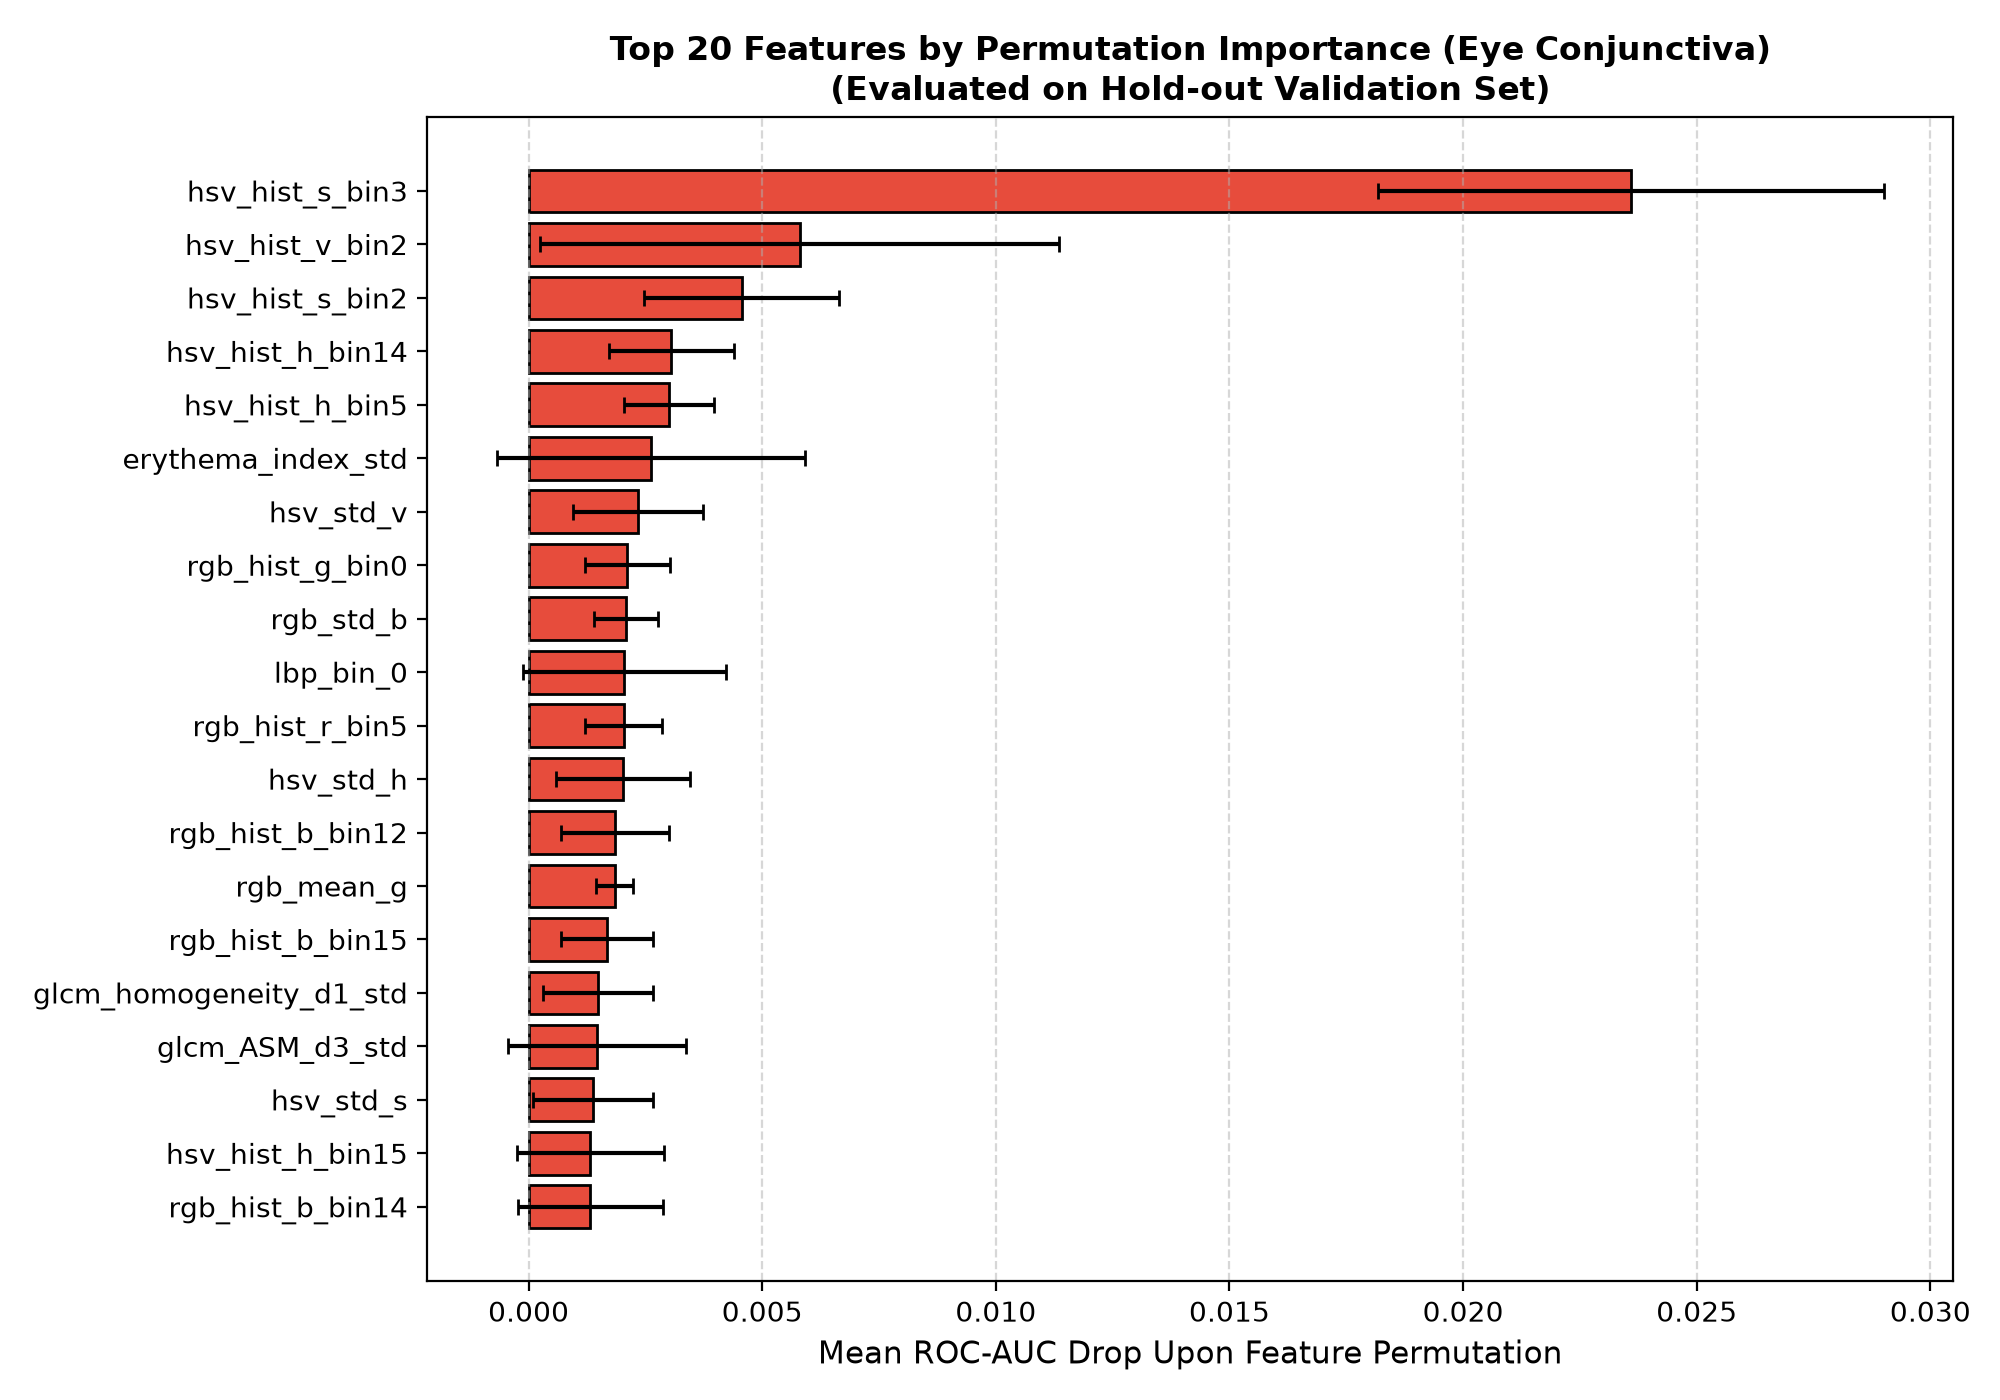 Top 20 Features by Permutation Importance (Eye Conjunctiva)
(Evaluated on Hold-out Validation Set)
hsv_hist_s_bin3
hsv_hist_v_bin2
hsv_hist_s_bin2
hsv_hist_h_bin14
hsv_hist_h_bin5
erythema_index_std
hsv_std_v
rgb_hist_g_bin0
rgb_std_b
lbp_bin_0
rgb_hist_r_bin5
hsv_std_h
rgb_hist_b_bin12
rgb_mean_g
rgb_hist_b_bin15
glcm_homogeneity_d1_std
glcm_ASM_d3_std
hsv_std_s
hsv_hist_h_bin15
rgb_hist_b_bin14
0.000 0.005 0.010 0.015 0.020 0.025 0.030
Mean ROC-AUC Drop Upon Feature Permutation